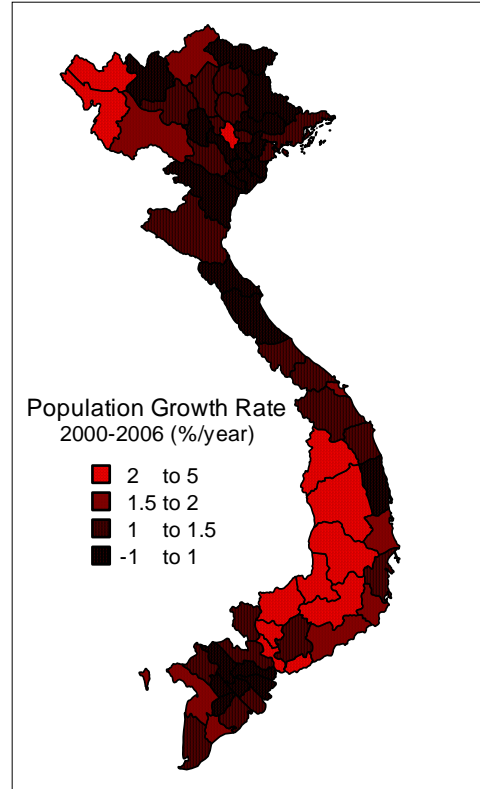 Population Growth Rate
2000-2006 (%/year)
2 to 5
1.5 to 2
1 to 1.5
-1 to 1